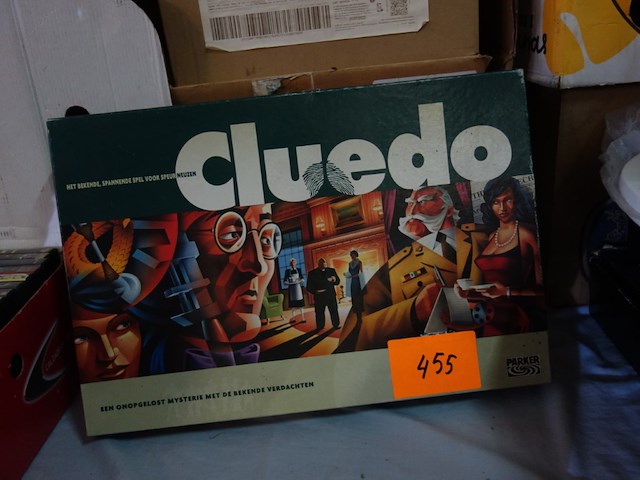 HET BEKENDE, SPANNENDE SPEL VOOR SPEURNEUZEN
Cluedo
455
PARKER
EEN ONOPGELOST MYSTERIE MET DE BEKENDE VERDACHTEN